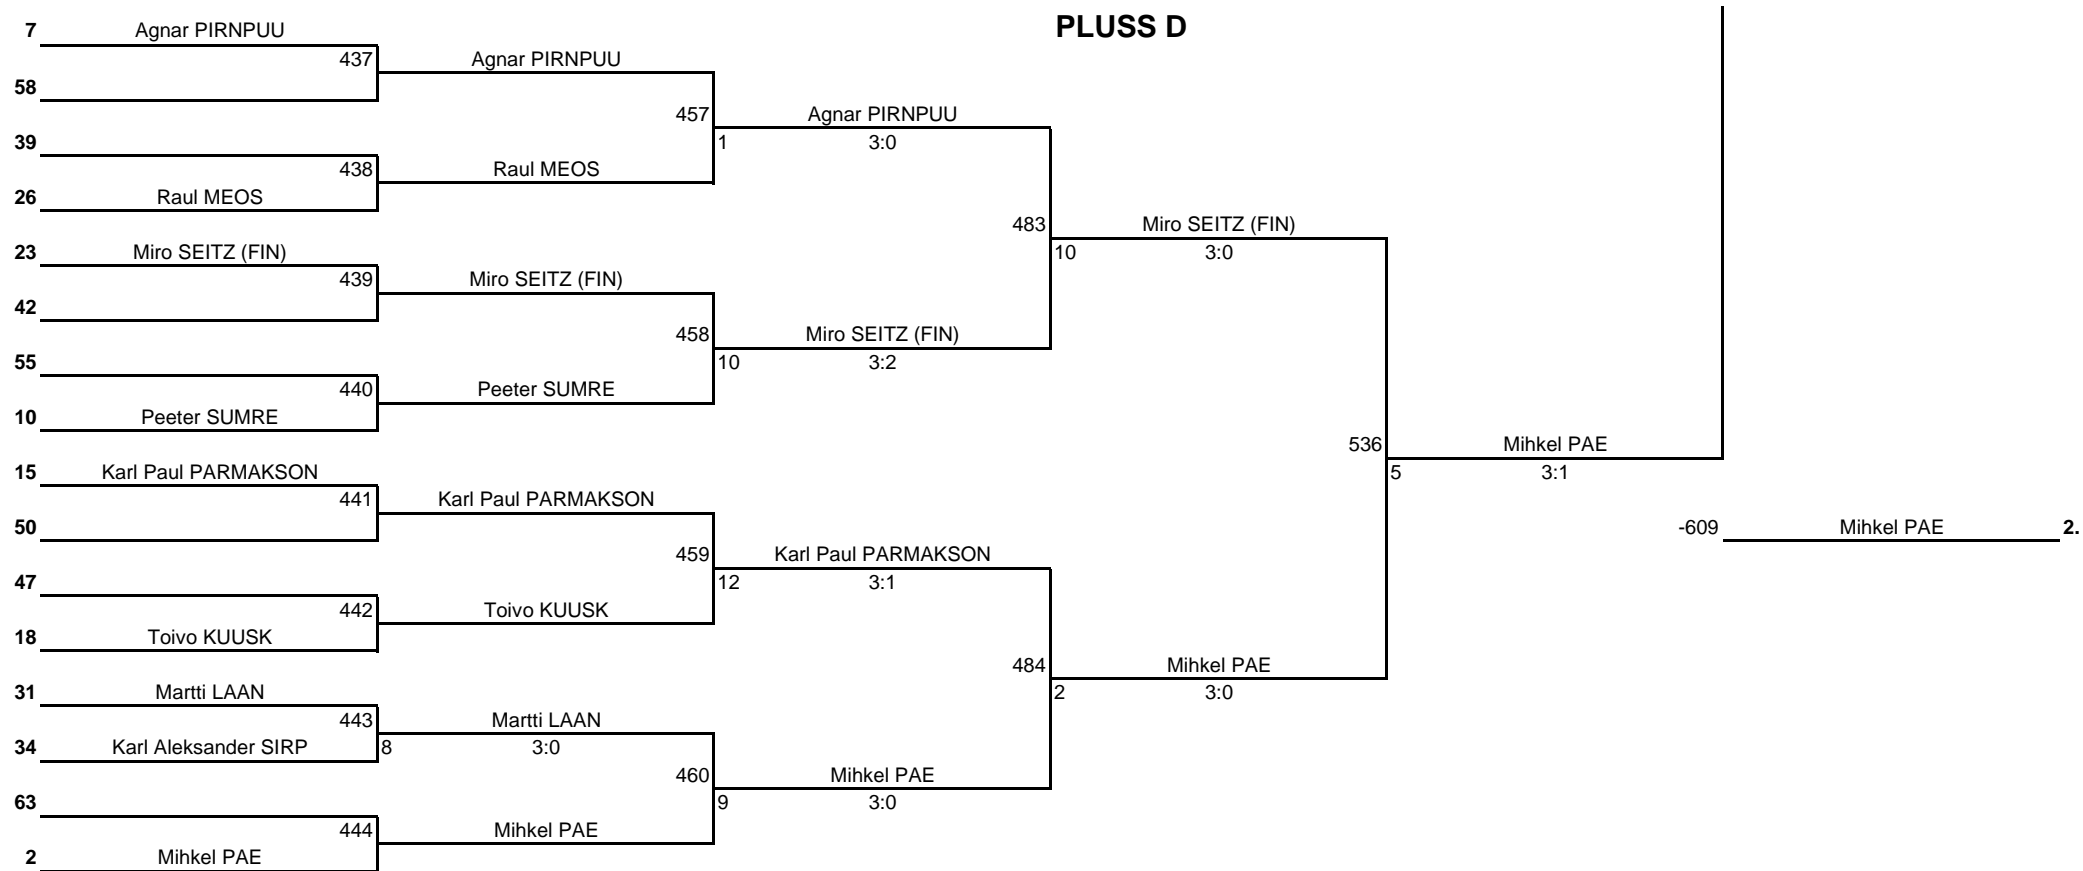 PLUSS D
7 Agnar PIRNPUU
437 Agnar PIRNPUU
58
457 Agnar PIRNPUU
1 3:0
39
438 Raul MEOS
26 Raul MEOS
483 Miro SEITZ (FIN)
10 3:0
23 Miro SEITZ (FIN)
439 Miro SEITZ (FIN)
42
458 Miro SEITZ (FIN)
10 3:2
55
440 Peeter SUMRE
10 Peeter SUMRE
536 Mihkel PAE
5 3:1
15 Karl Paul PARMAKSON
441 Karl Paul PARMAKSON
50
-609 Mihkel PAE 2.
459 Karl Paul PARMAKSON
12 3:1
47
442 Toivo KUUSK
18 Toivo KUUSK
484 Mihkel PAE
2 3:0
31 Martti LAAN
443 Martti LAAN
34 Karl Aleksander SIRP 8 3:0
460 Mihkel PAE
9 3:0
63
444 Mihkel PAE
2 Mihkel PAE